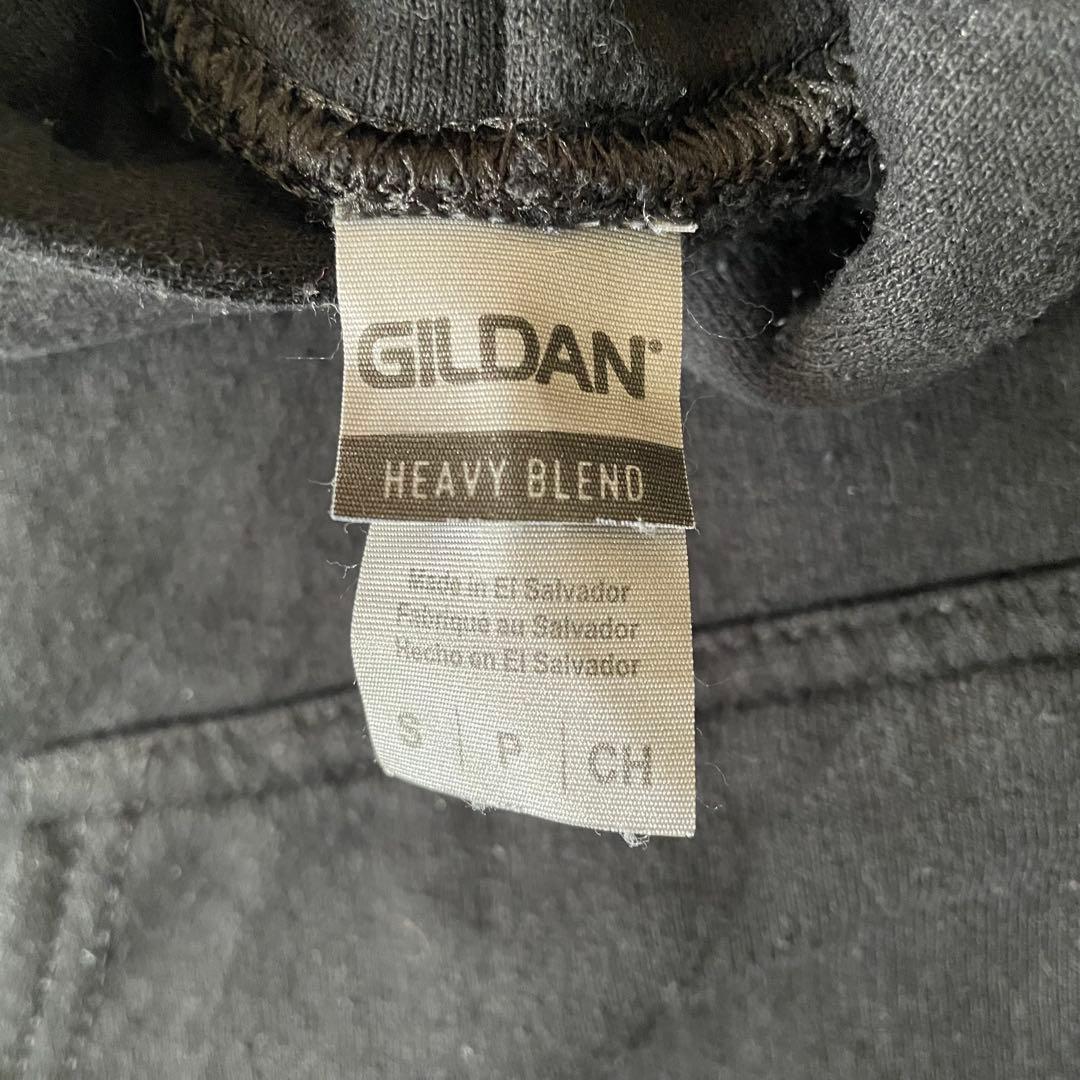 GILDAN®
HEAVY BLEND
Made in El Salvador
Fabriqué au Salvador
Hecho en El Salvador
S | P | CH